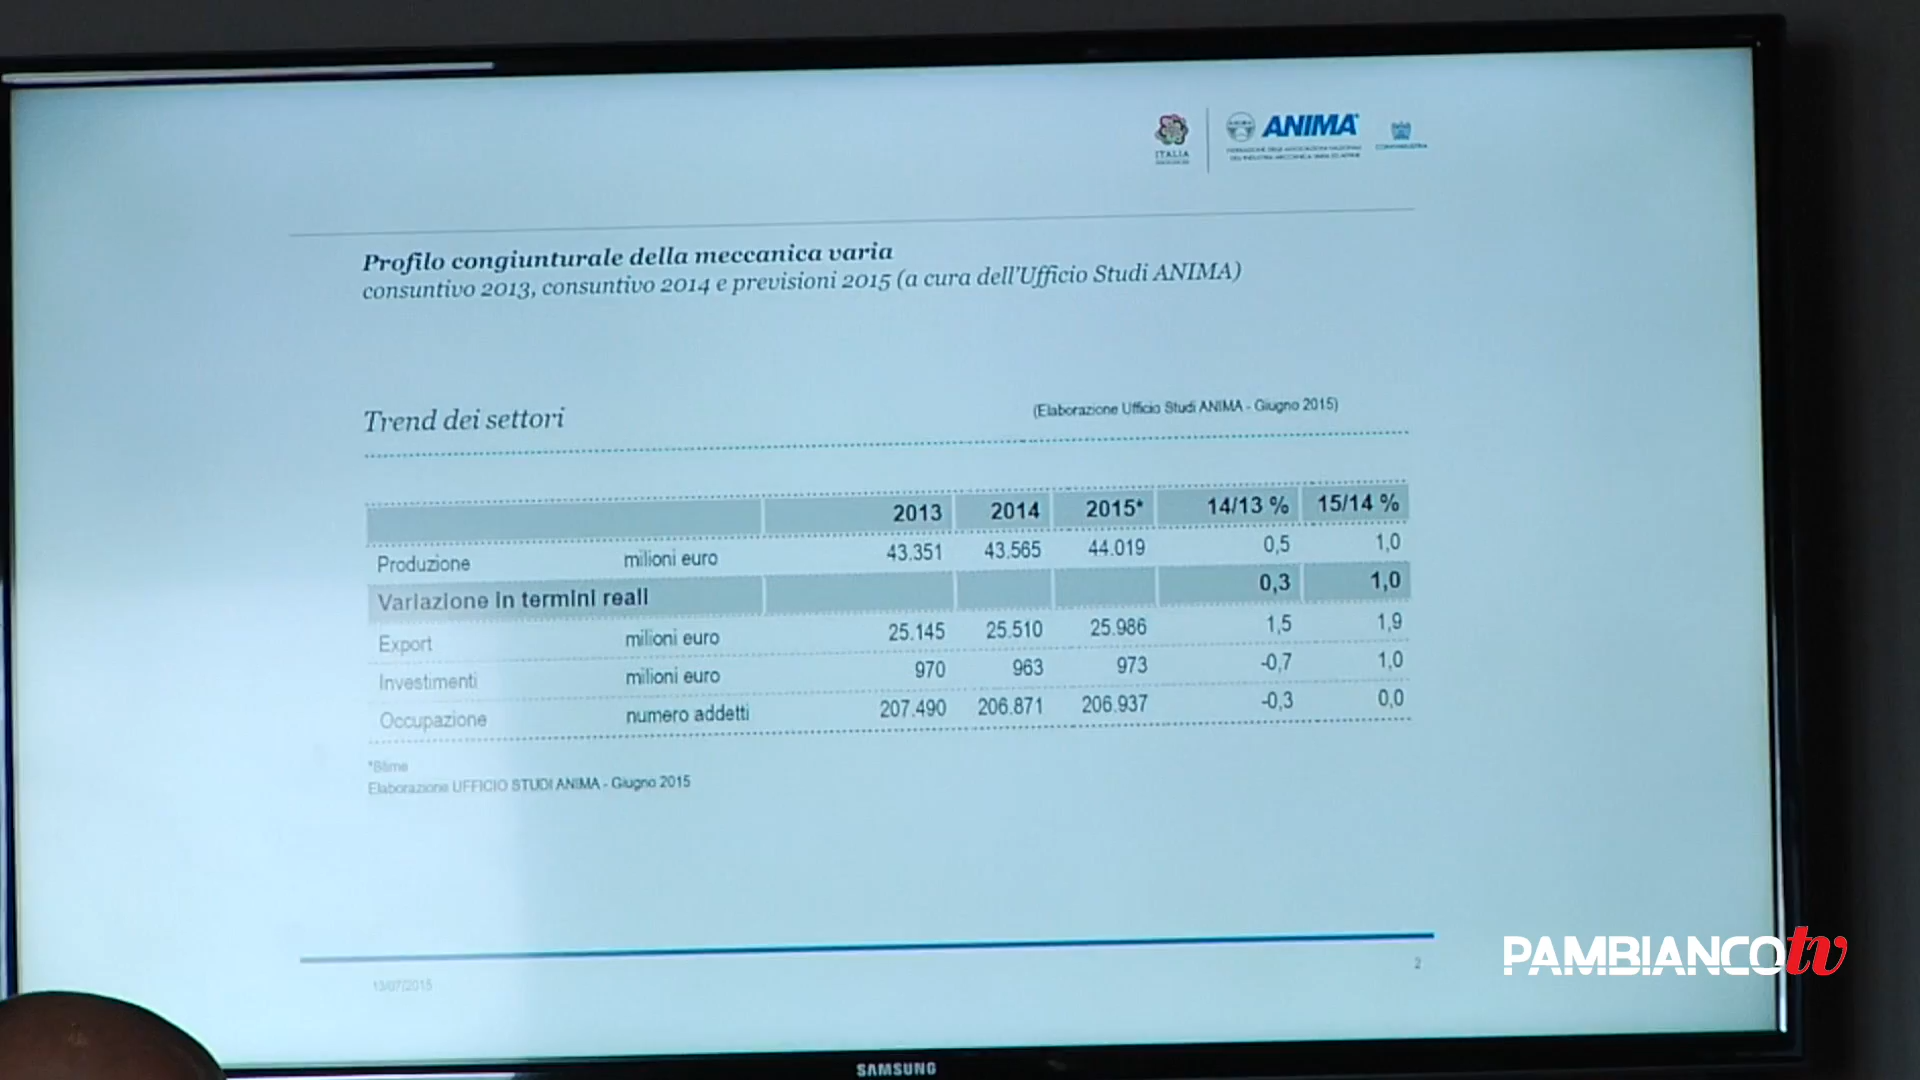 ITALIA
ANIMA
Profilo congiunturale della meccanica varia
consuntivo 2013, consuntivo 2014 e previsioni 2015 (a cura dell'Ufficio Studi ANIMA)
Trend dei settori
(Elaborazione Ufficio Studi ANIMA - Giugno 2015)
2013 2014 2015* 14/13 % 15/14 %
Produzione milioni euro 43.351 43.565 44.019 0,5 1,0
Variazione in termini reali 0,3 1,0
Export milioni euro 25.145 25.510 25.986 1,5 1,9
Investimenti milioni euro 970 963 973 -0,7 1,0
Occupazione numero addetti 207.490 206.871 206.937 -0,3 0,0
*Stime
Elaborazione UFFICIO STUDI ANIMA - Giugno 2015
13/07/2015
2
PAMBIANCOtv
SAMSUNG